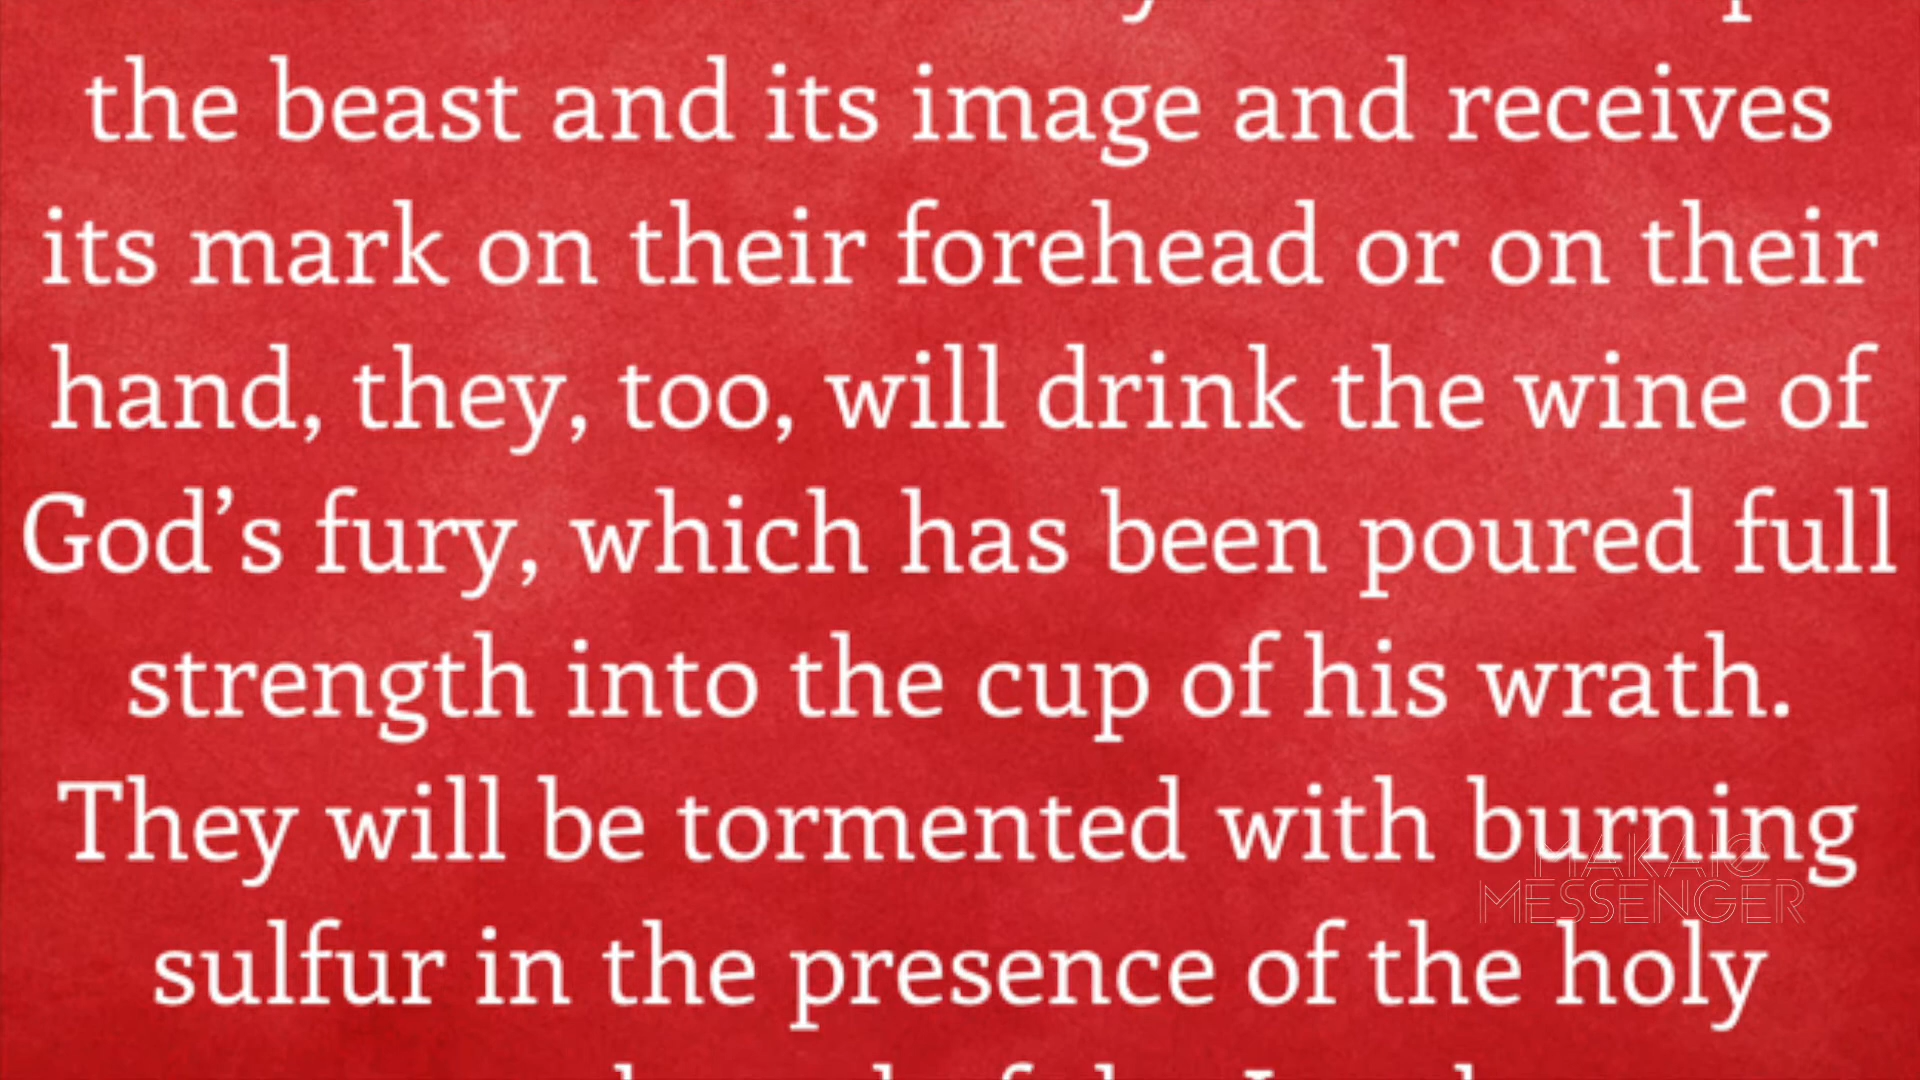 the beast and its image and receives
its mark on their forehead or on their
hand, they, too, will drink the wine of
God’s fury, which has been poured full
strength into the cup of his wrath.
They will be tormented with burning
MAKAIO
MESSENGER
sulfur in the presence of the holy